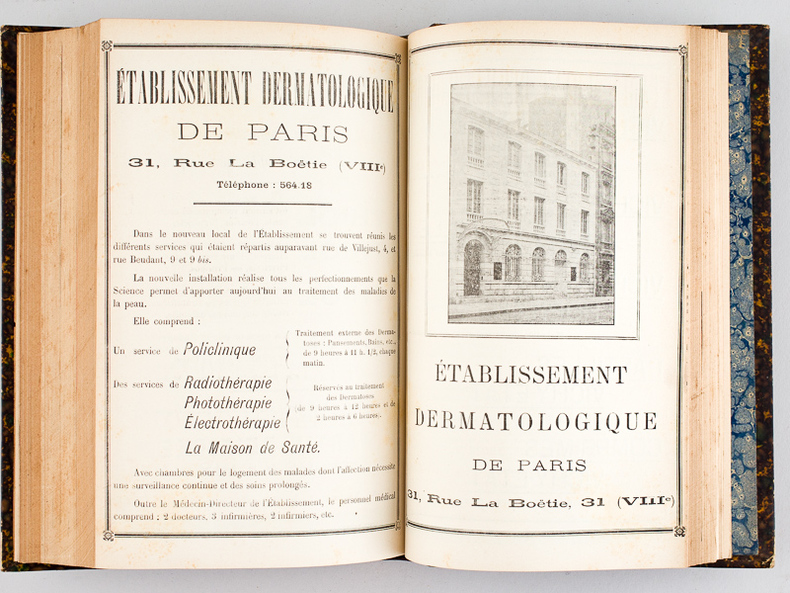 ÉTABLISSEMENT DERMATOLOGIQUE
DE PARIS
31, Rue La Boëtie (VIIIᵉ)
Téléphone : 564.18
Dans le nouveau local de l'Etablissement se trouvent réunis les
différents services qui étaient répartis auparavant rue de Villejust, 4, et
rue Beudant, 9 et 9 bis.
La nouvelle installation réalise tous les perfectionnements que la
Science permet d'apporter aujourd'hui au traitement des maladies de
la peau.
Elle comprend :
Un service de Policlinique
Traitement externe des Derma-
toses : Pansements, Bains, etc.,
de 9 heures à 11 h. 1/2, chaque
matin.
Des services de Radiothérapie
Photothérapie
Électrothérapie
Réservés au traitement
des Dermatoses
(de 9 heures à 12 heures et de
2 heures à 6 heures).
La Maison de Santé.
Avec chambres pour le logement des malades dont l'affection nécessite
une surveillance continue et des soins prolongés.
Outre le Médecin-Directeur de l'Établissement, le personnel médical
comprend : 2 docteurs, 3 infirmières, 2 infirmiers, etc.
ÉTABLISSEMENT
DERMATOLOGIQUE
DE PARIS
31, Rue La Boëtie, 31 (VIIIᵉ)